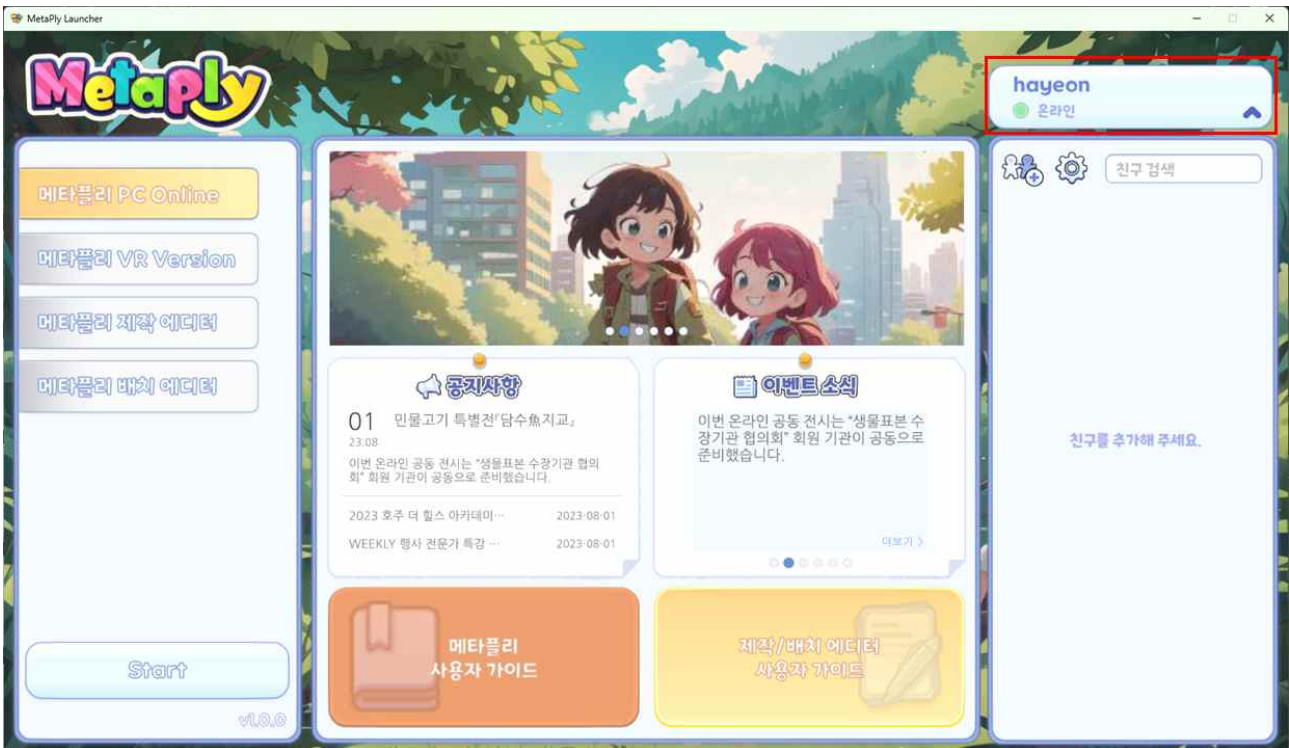 MetaPly Launcher
Metaply
hayeon
온라인
메타플리 PC Online
메타플리 VR Version
메타플리 제작 에디터
메타플리 배치 에디터
Start
v1.0.0
공지사항
01 민물고기 특별전「담수魚지교」
23.08
이번 온라인 공동 전시는 "생물표본 수장기관 협의
회" 회원 기관이 공동으로 준비했습니다.
2023 호주 더 힐스 아카데미… 2023-08-01
WEEKLY 행사 전문가 특강 … 2023-08-01
이벤트 소식
이번 온라인 공동 전시는 "생물표본 수
장기관 협의회" 회원 기관이 공동으로
준비했습니다.
더보기 >
메타플리
사용자 가이드
제작/배치 에디터
사용자 가이드
친구 검색
친구를 추가해 주세요.